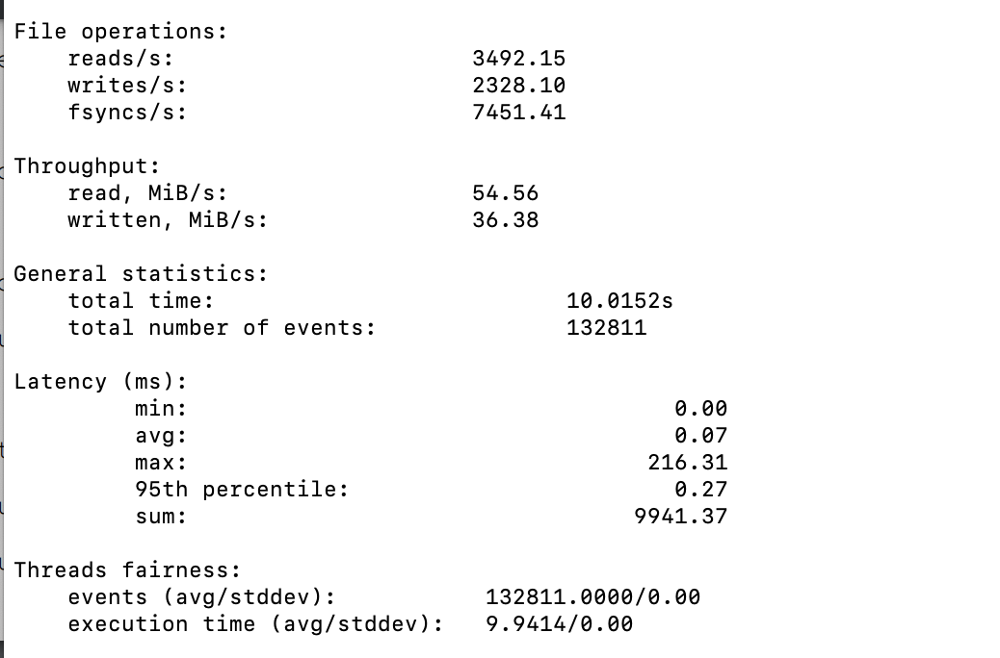 File operations:
reads/s: 3492.15
writes/s: 2328.10
fsyncs/s: 7451.41
Throughput:
read, MiB/s: 54.56
written, MiB/s: 36.38
General statistics:
total time: 10.0152s
total number of events: 132811
Latency (ms):
min: 0.00
avg: 0.07
max: 216.31
95th percentile: 0.27
sum: 9941.37
Threads fairness:
events (avg/stddev): 132811.0000/0.00
execution time (avg/stddev): 9.9414/0.00